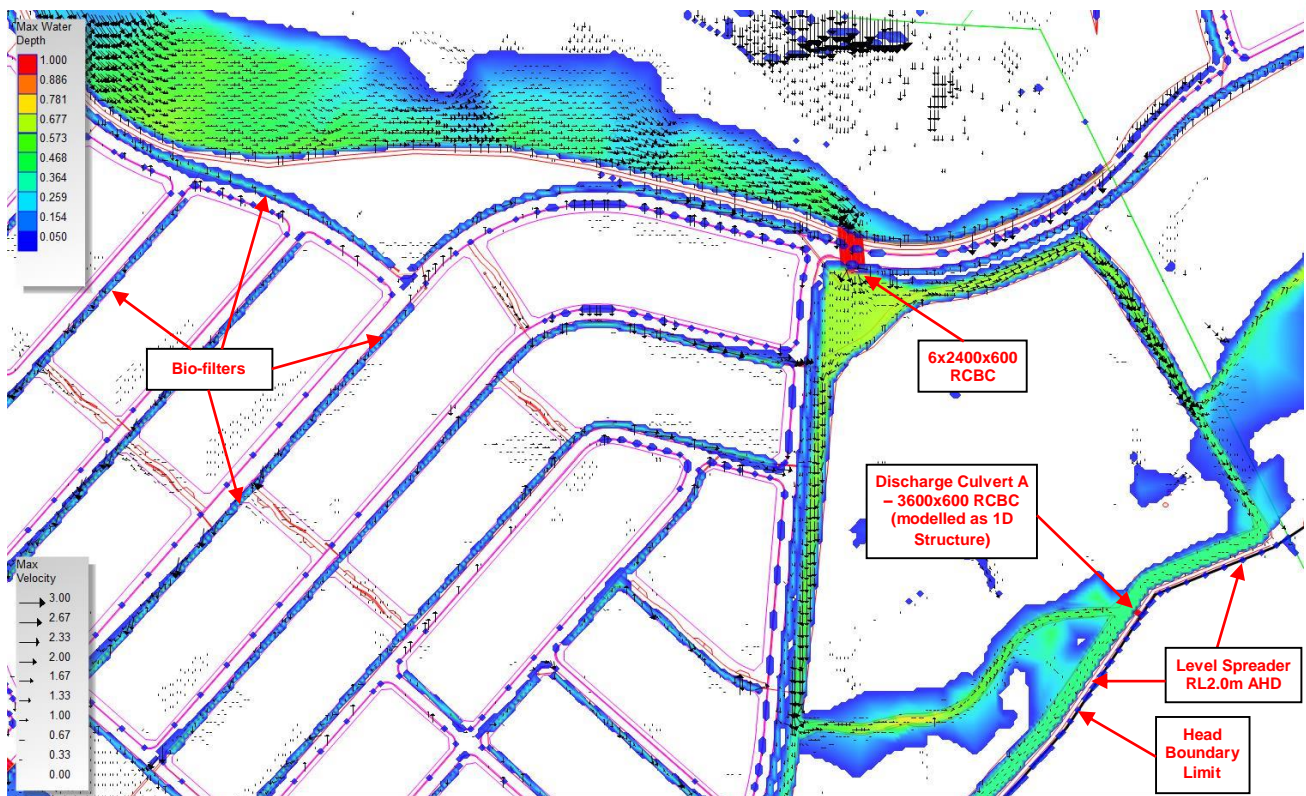 Max Water
Depth
1.000
0.886
0.781
0.677
0.573
0.468
0.364
0.259
0.154
0.050
Bio-filters
6x2400x600
RCBC
Discharge Culvert A
– 3600x600 RCBC
(modelled as 1D
Structure)
Max
Velocity
3.00
2.67
2.33
2.00
1.67
1.33
1.00
0.67
0.33
0.00
Level Spreader
RL2.0m AHD
Head
Boundary
Limit